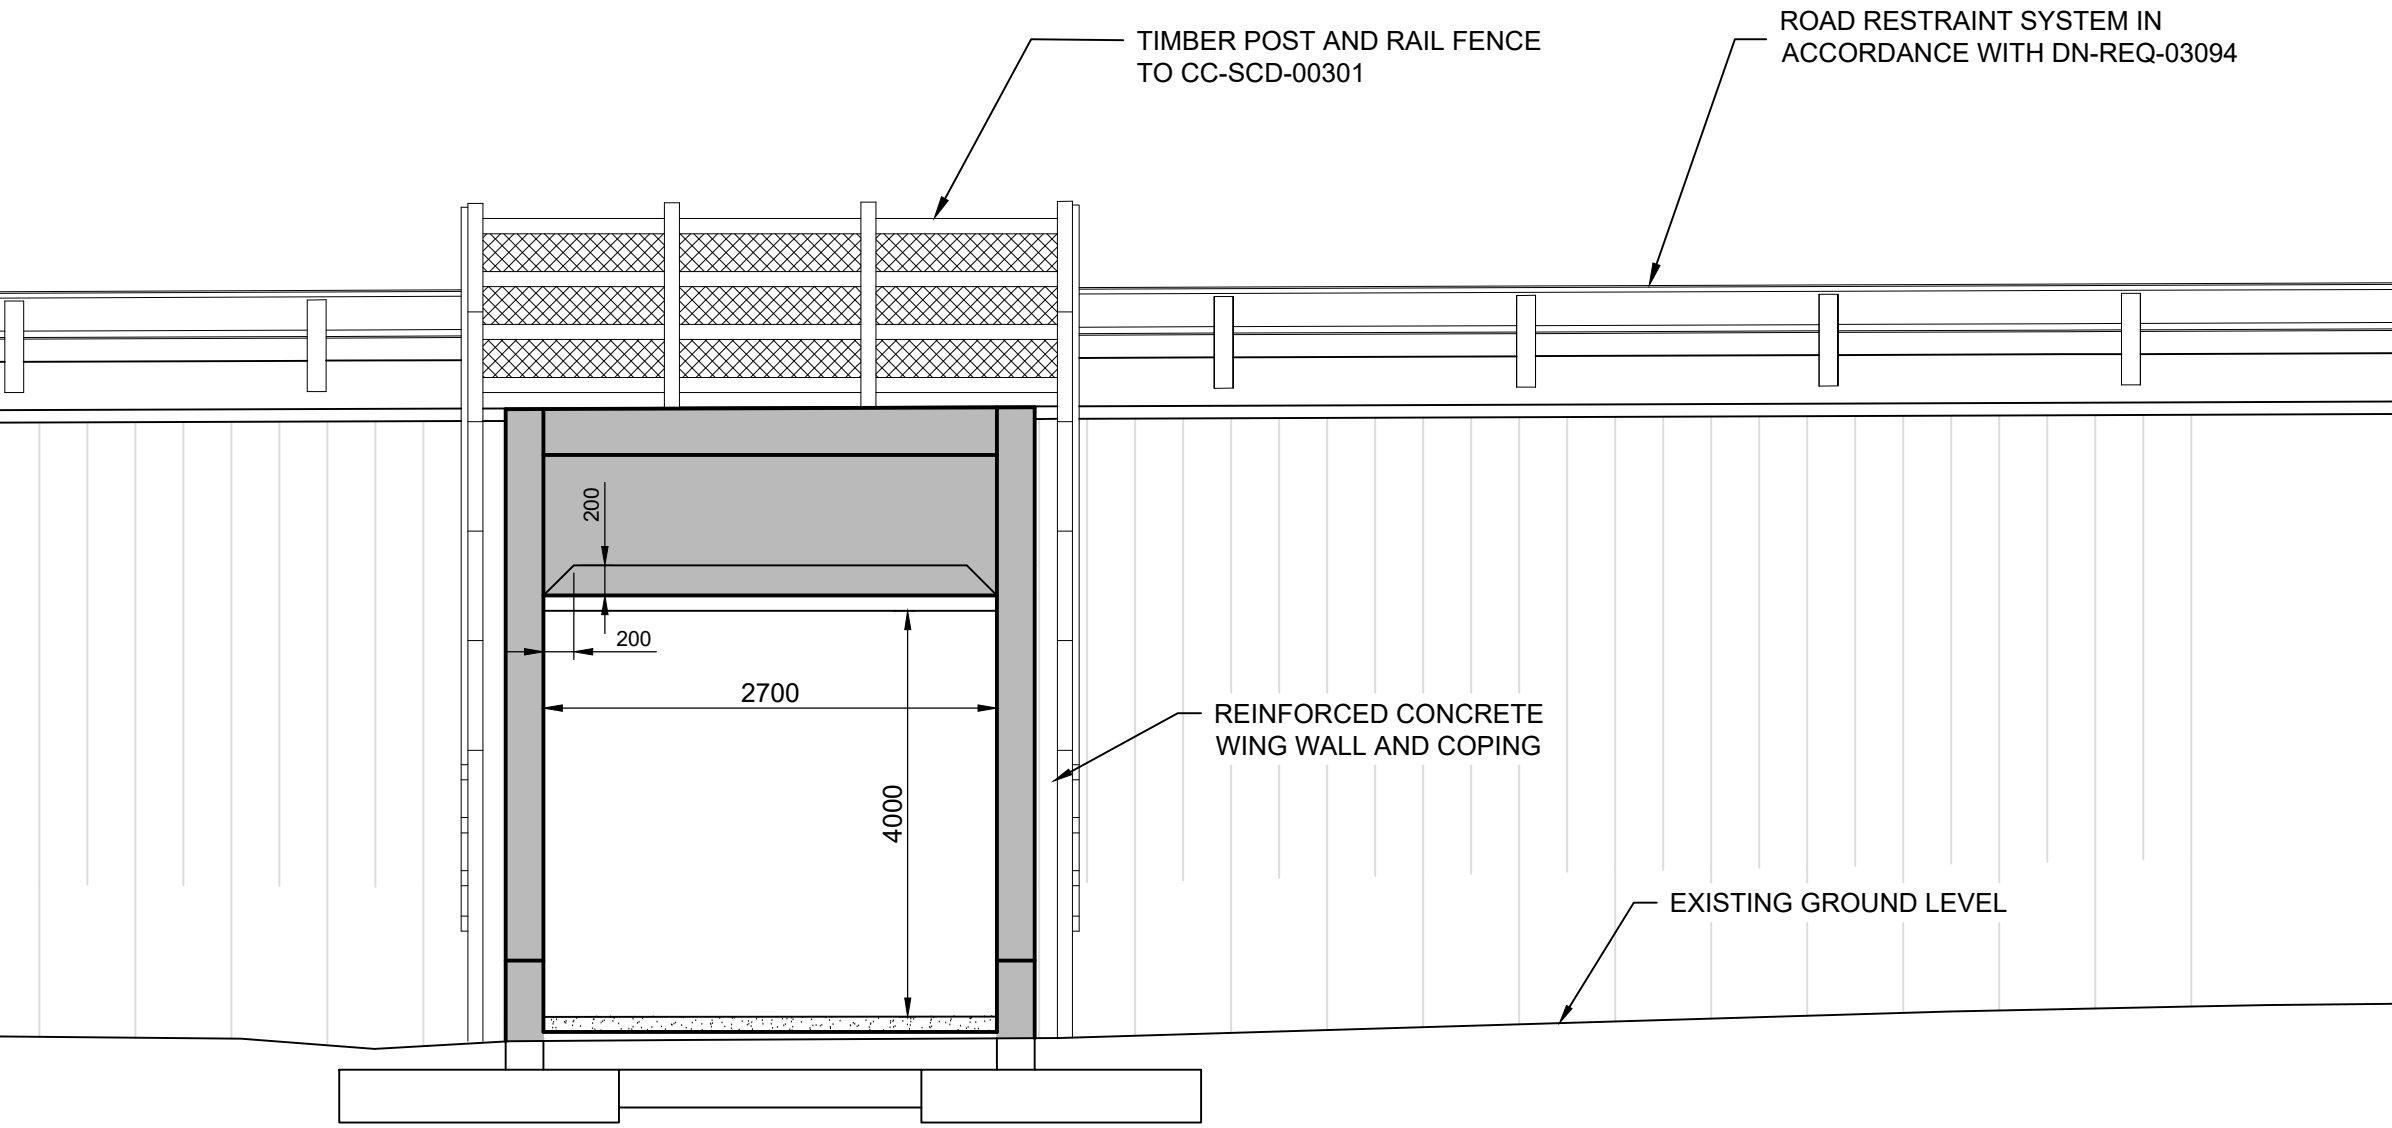 TIMBER POST AND RAIL FENCE
TO CC-SCD-00301
ROAD RESTRAINT SYSTEM IN
ACCORDANCE WITH DN-REQ-03094
200
200
2700
4000
REINFORCED CONCRETE
WING WALL AND COPING
EXISTING GROUND LEVEL